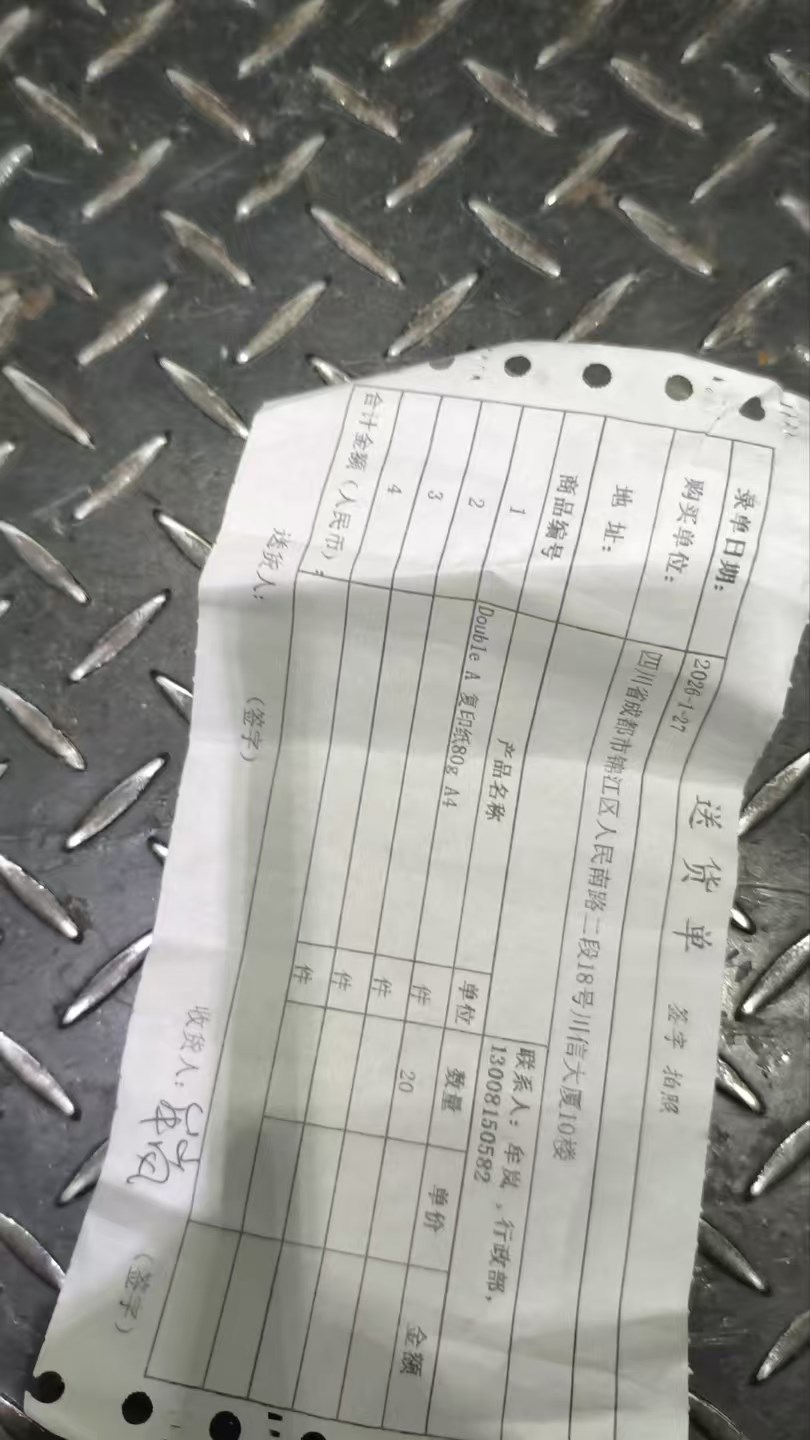 送 货 单 签字 拍照
录单日期： 2026-1-27
购买单位：
地 址： 四川省成都市锦江区人民南路二段18号川信大厦10楼
联系人：牟岚，行政部，
13008150582
商品编号 产品名称 单位 数量 单价 金额
1 Double A 复印纸80g A4 件 20
2 件
3 件
4 件
合计金额（人民币）：
送货人： （签字） 收货人：牟岚 （签字）